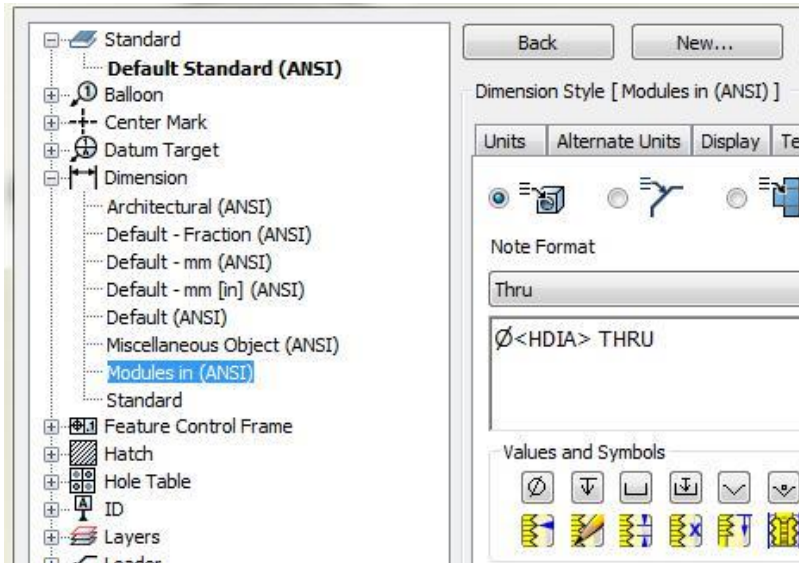 Standard
Default Standard (ANSI)
Balloon
Center Mark
Datum Target
Dimension
Architectural (ANSI)
Default - Fraction (ANSI)
Default - mm (ANSI)
Default - mm [in] (ANSI)
Default (ANSI)
Miscellaneous Object (ANSI)
Modules in (ANSI)
Standard
Feature Control Frame
Hatch
Hole Table
ID
Layers
Leader
Back
New...
Dimension Style [ Modules in (ANSI) ]
Units
Alternate Units
Display
Te
Note Format
Thru
Ø<HDIA> THRU
Values and Symbols